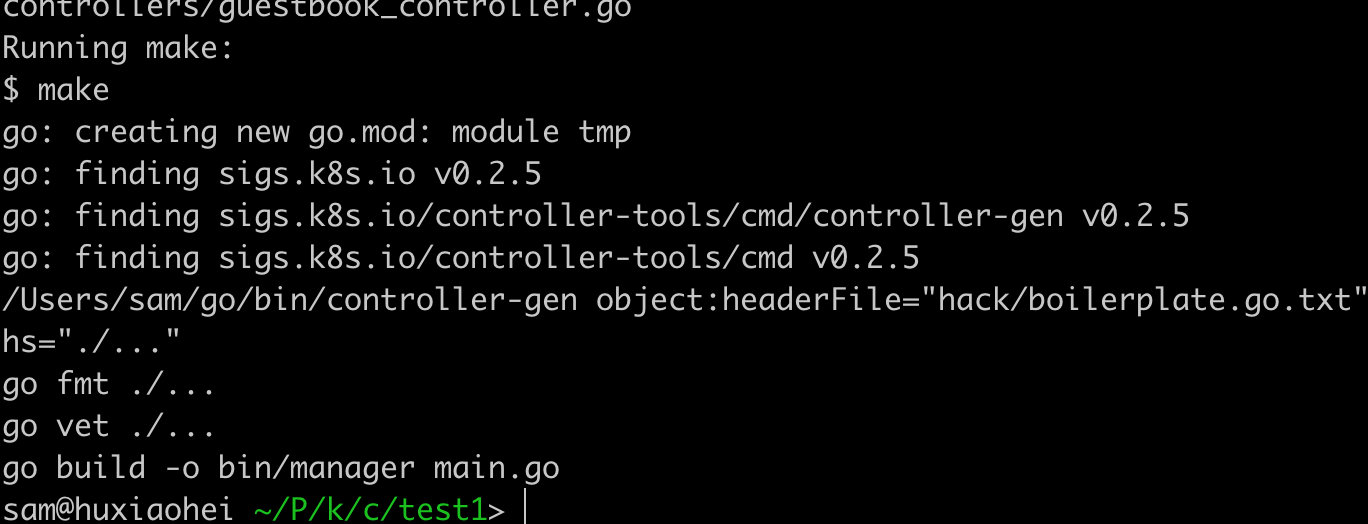 controllers/guestbook_controller.go
Running make:
$ make
go: creating new go.mod: module tmp
go: finding sigs.k8s.io v0.2.5
go: finding sigs.k8s.io/controller-tools/cmd/controller-gen v0.2.5
go: finding sigs.k8s.io/controller-tools/cmd v0.2.5
/Users/sam/go/bin/controller-gen object:headerFile="hack/boilerplate.go.txt"
hs="./..."
go fmt ./...
go vet ./...
go build -o bin/manager main.go
sam@huxiaohei ~/P/k/c/test1>